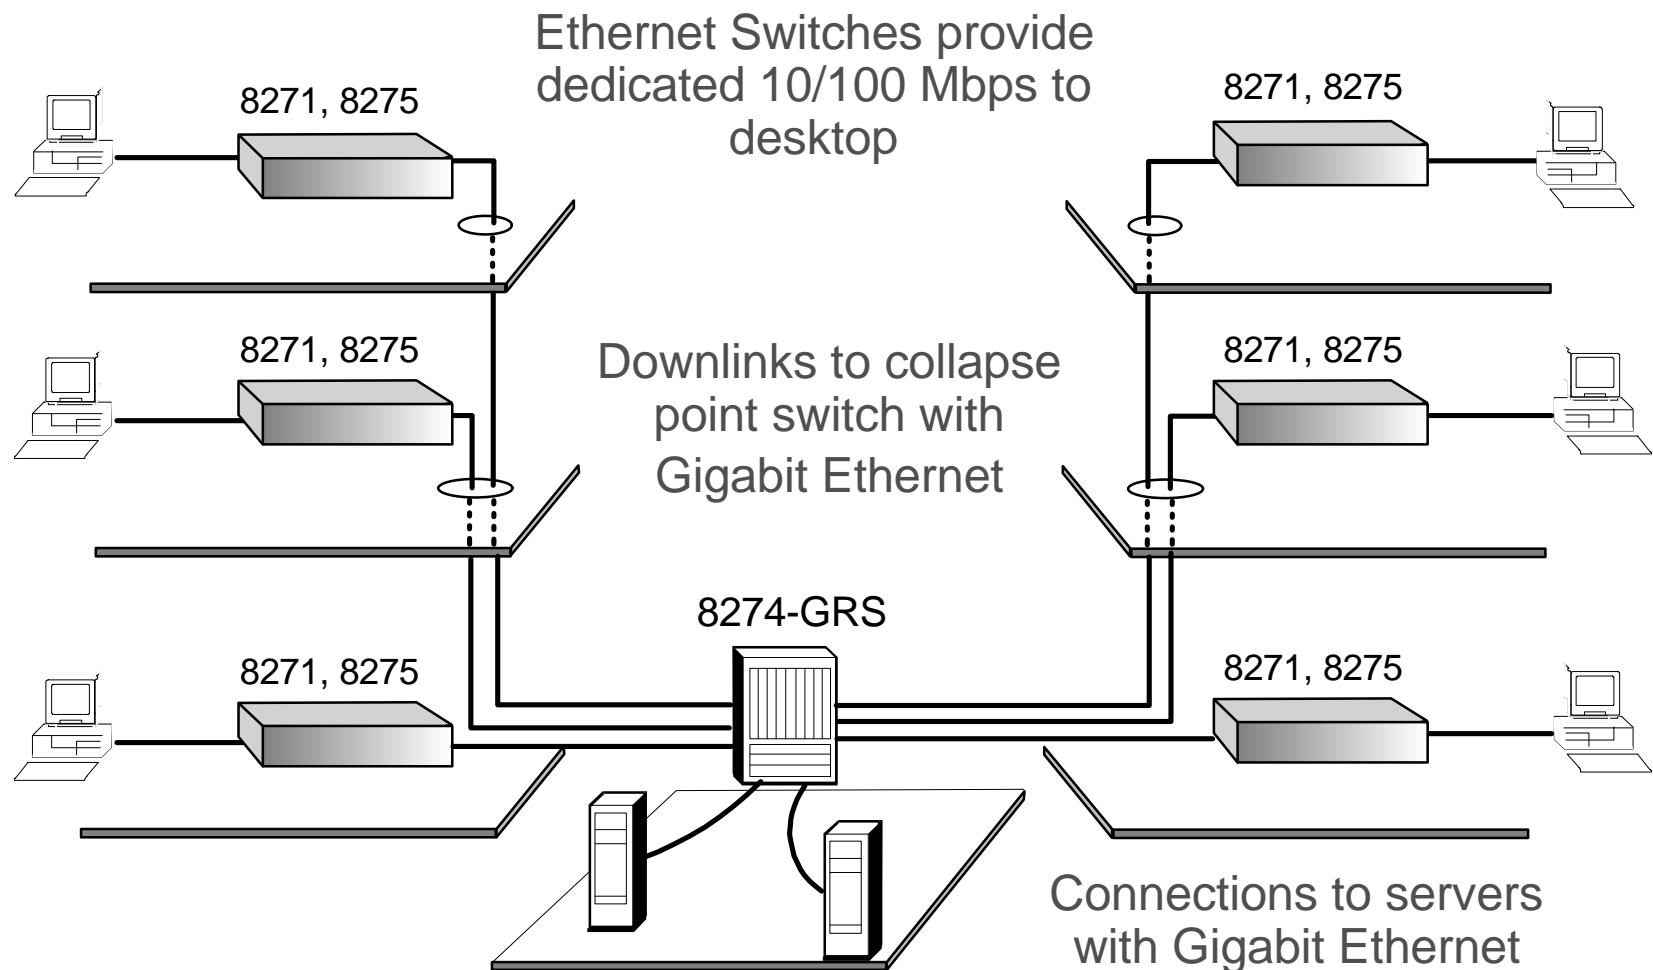 Ethernet Switches provide
dedicated 10/100 Mbps to
desktop
8271, 8275
8271, 8275
8271, 8275
8271, 8275
Downlinks to collapse
point switch with
Gigabit Ethernet
8274-GRS
8271, 8275
8271, 8275
Connections to servers
with Gigabit Ethernet